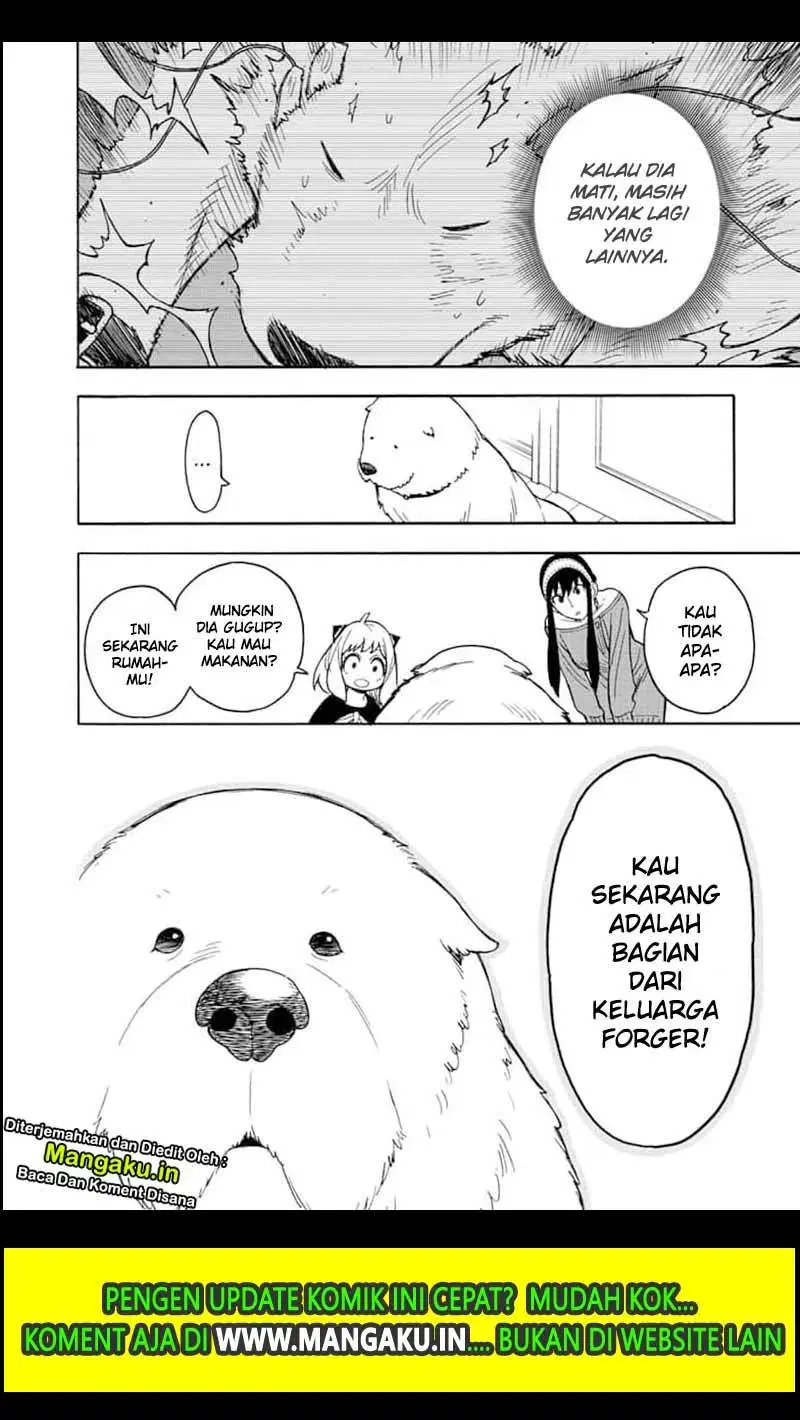 KALAU DIA
MATI, MASIH
BANYAK LAGI
YANG
LAINNYA.
...
KAU
TIDAK
APA-
APA?
MUNGKIN
DIA GUGUP?
KAU MAU
MAKANAN?
INI
SEKARANG
RUMAH-
MU!
KAU
SEKARANG
ADALAH
BAGIAN
DARI
KELUARGA
FORGER!
Diterjemahkan dan Diedit Oleh :
Mangaku.in
Baca Dan Koment Disana
PENGEN UPDATE KOMIK INI CEPAT? MUDAH KOK...
KOMENT AJA DI WWW.MANGAKU.IN.... BUKAN DI WEBSITE LAIN